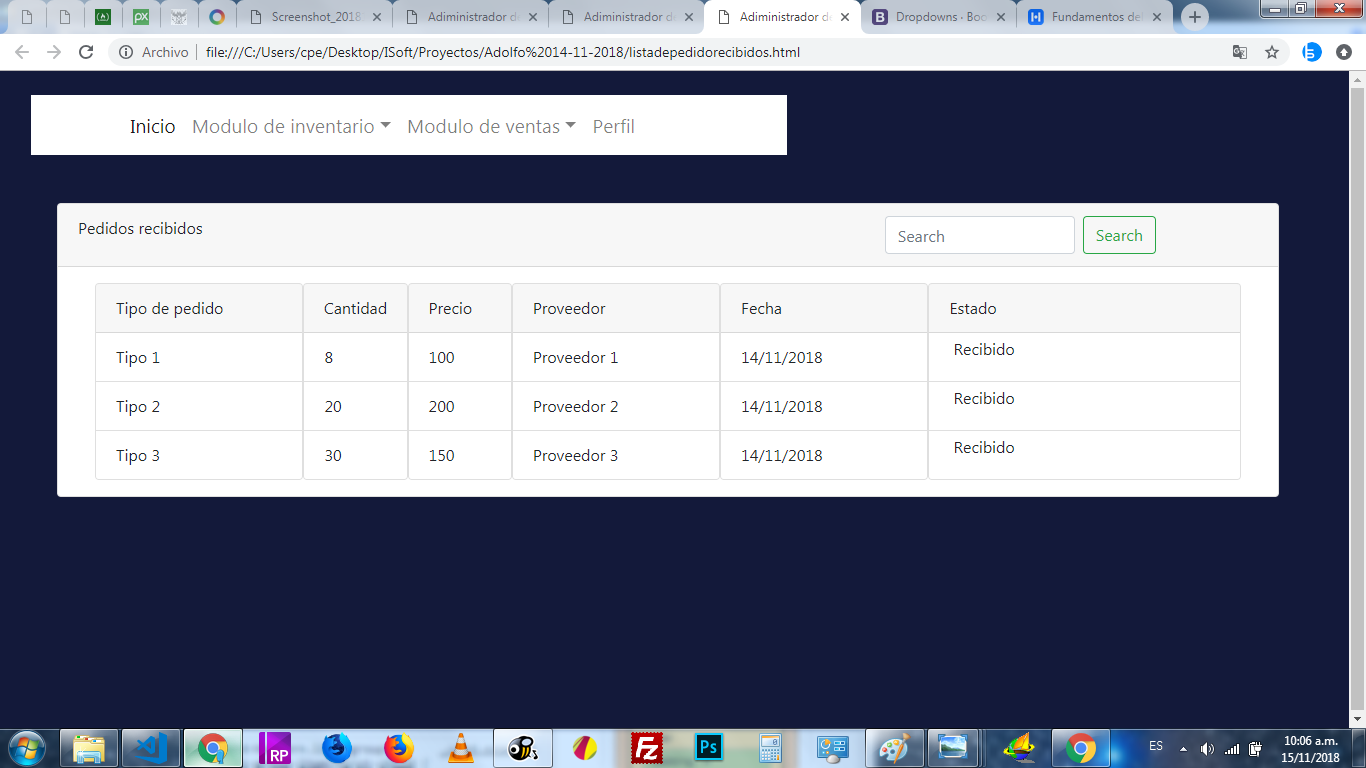 Screenshot_2018
Adiministrador de
Adiministrador de
Adiministrador de
Dropdowns · Boo
Fundamentos del
Archivo
file:///C:/Users/cpe/Desktop/ISoft/Proyectos/Adolfo%2014-11-2018/listadepedidorecibidos.html
Inicio Modulo de inventario Modulo de ventas Perfil
Pedidos recibidos Search Search
Tipo de pedido Cantidad Precio Proveedor Fecha Estado
Tipo 1 8 100 Proveedor 1 14/11/2018 Recibido
Tipo 2 20 200 Proveedor 2 14/11/2018 Recibido
Tipo 3 30 150 Proveedor 3 14/11/2018 Recibido
RP
Fz
Ps
ES
10:06 a.m.
15/11/2018